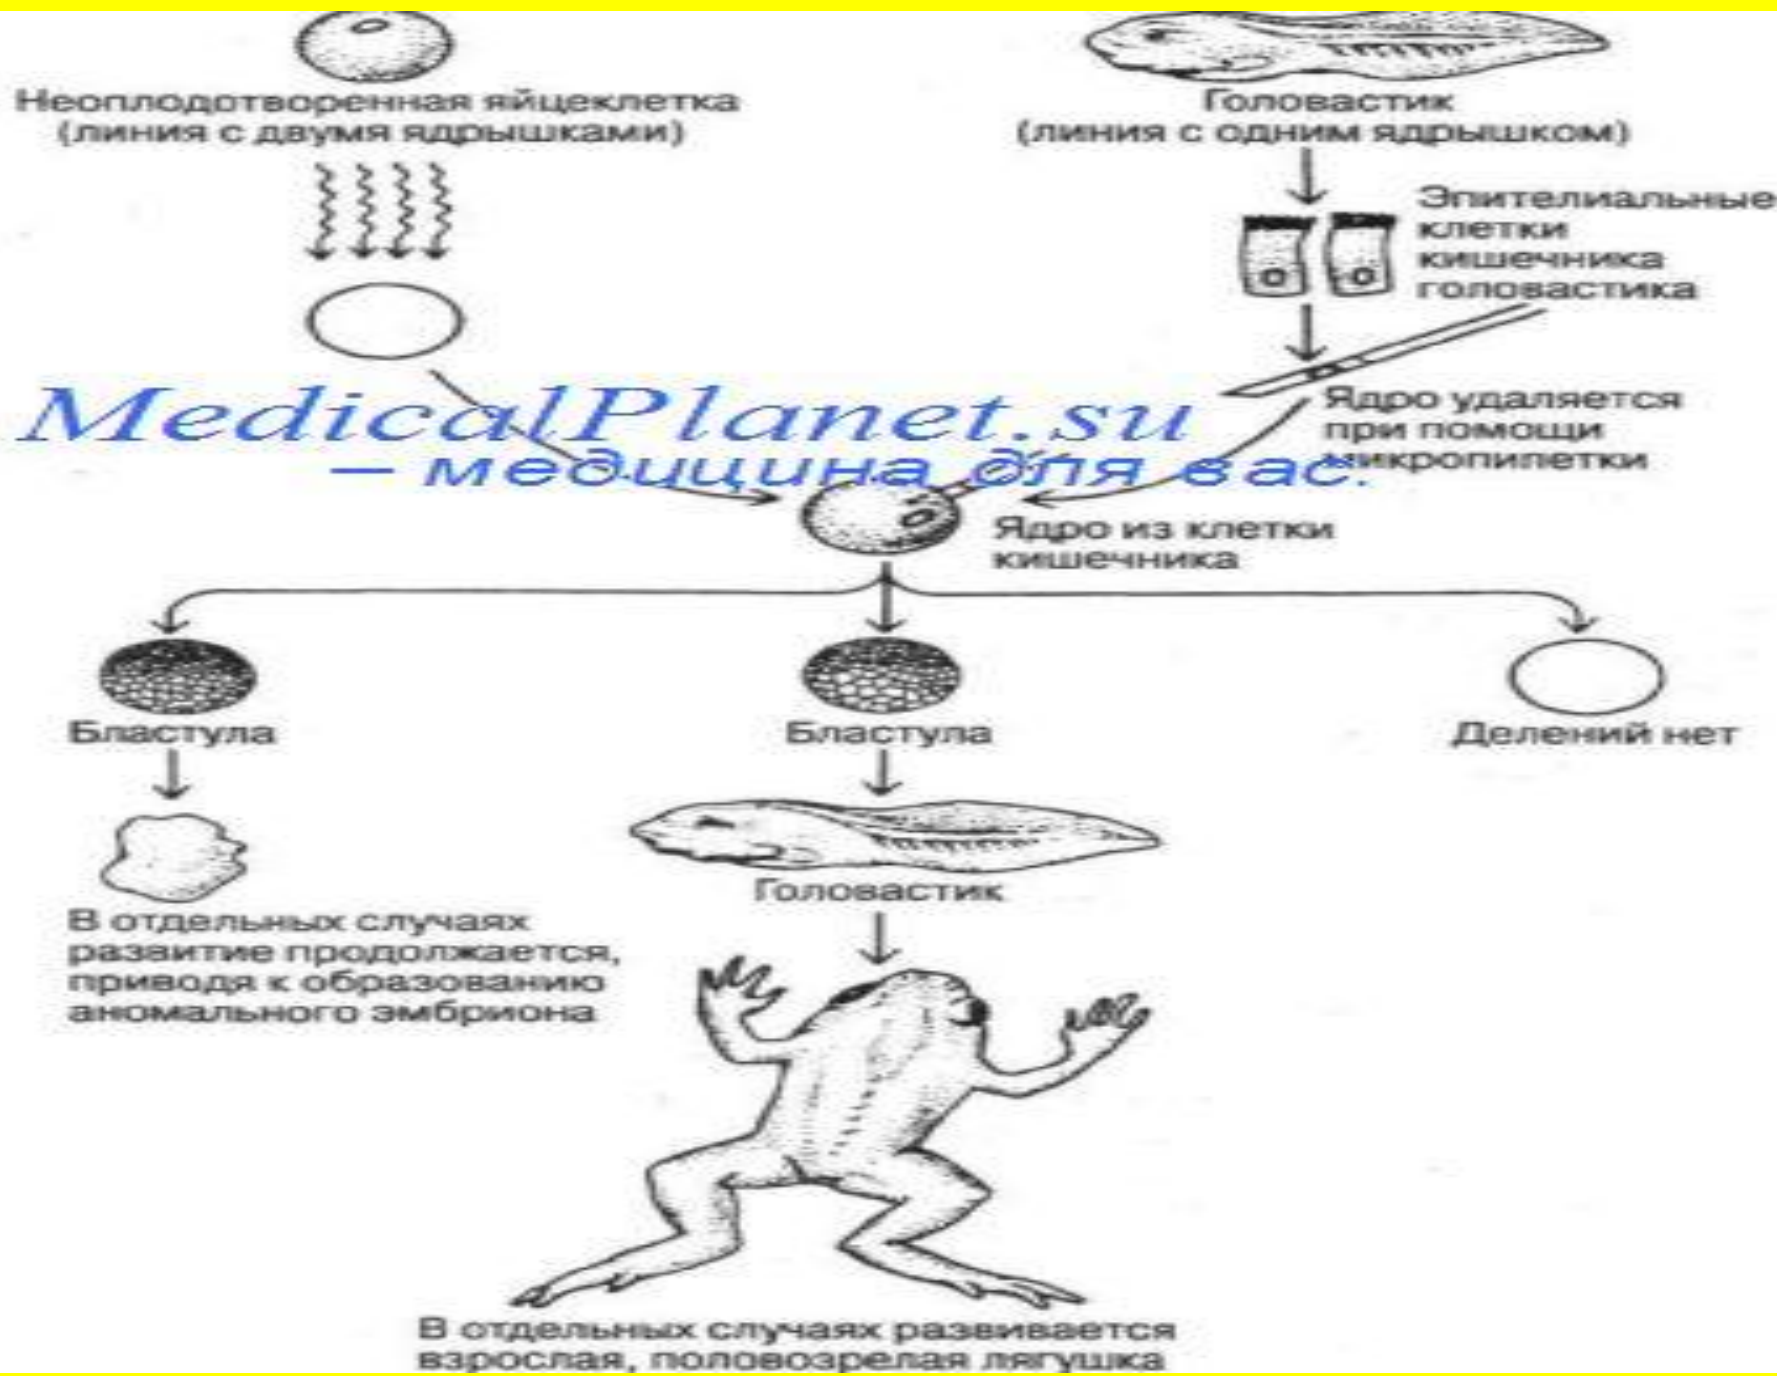 Неоплодотворенная яйцеклетка
(линия с двумя ядрышками)
Головастик
(линия с одним ядрышком)
Эпителиальные
клетки
кишечника
головастика
MedicalPlanet.su
– медицина для вас.
Ядро удаляется
при помощи
микропипетки
Ядро из клетки
кишечника
Бластула
Бластула
Делений нет
Головастик
В отдельных случаях
развитие продолжается,
приводя к образованию
аномального эмбриона
В отдельных случаях развивается
взрослая, половозрелая лягушка